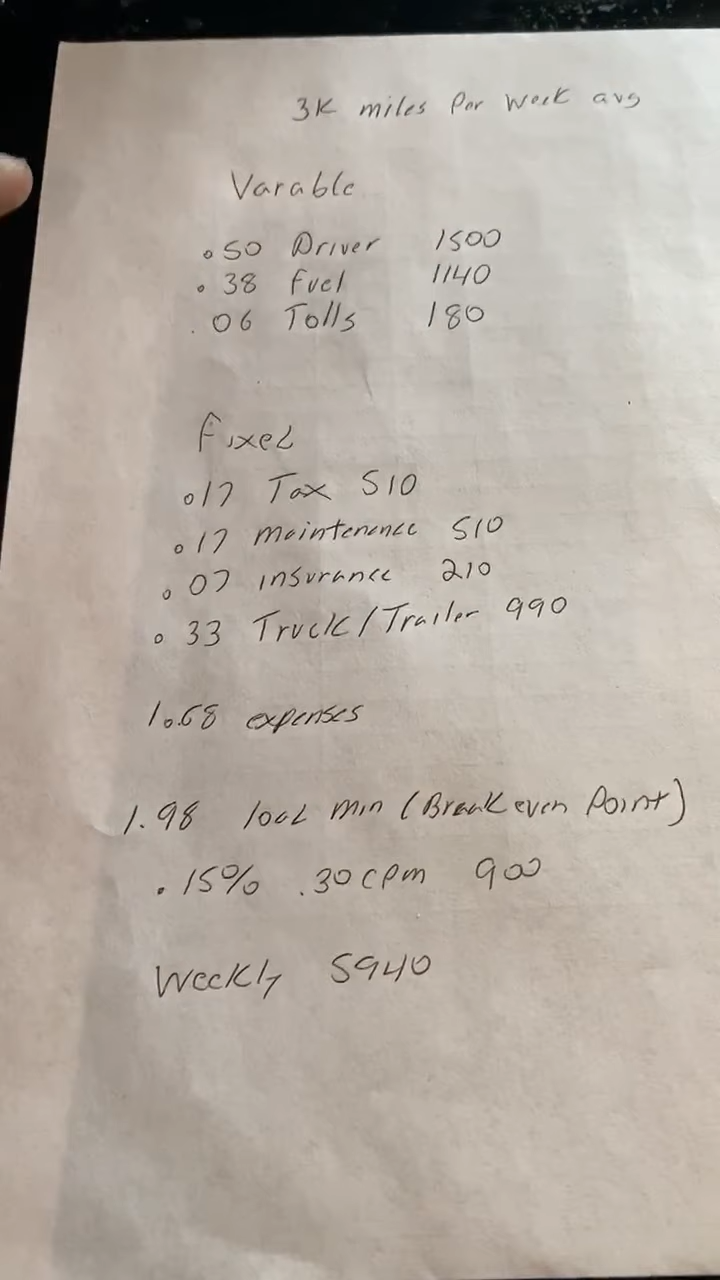 3K miles Per Week avg
Varable
.50 Driver 1500
.38 Fuel 1140
.06 Tolls 180
Fixed
.17 Tax 510
.17 maintenence 510
.07 insurance 210
.33 Truck/Trailer 990
1.68 expenses
1.98 load min (Break even Point)
.15% .30 cpm 900
Weekly 5940